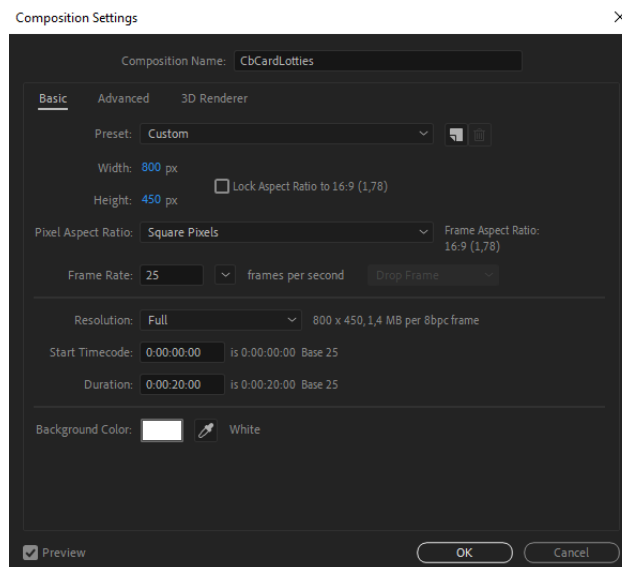 Composition Settings
Composition Name: CbCardLotties
Basic Advanced 3D Renderer
Preset: Custom
Width: 800 px
Lock Aspect Ratio to 16:9 (1,78)
Height: 450 px
Pixel Aspect Ratio: Square Pixels
Frame Aspect Ratio:
16:9 (1,78)
Frame Rate: 25 frames per second Drop Frame
Resolution: Full 800 x 450, 1,4 MB per 8bpc frame
Start Timecode: 0:00:00:00 is 0:00:00:00 Base 25
Duration: 0:00:20:00 is 0:00:20:00 Base 25
Background Color: White
Preview OK Cancel